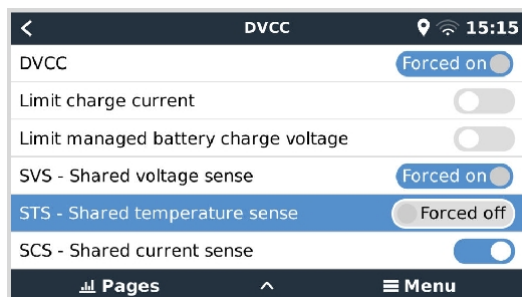 DVCC 15:15
DVCC Forced on
Limit charge current
Limit managed battery charge voltage
SVS - Shared voltage sense Forced on
STS - Shared temperature sense Forced off
SCS - Shared current sense
Pages Menu